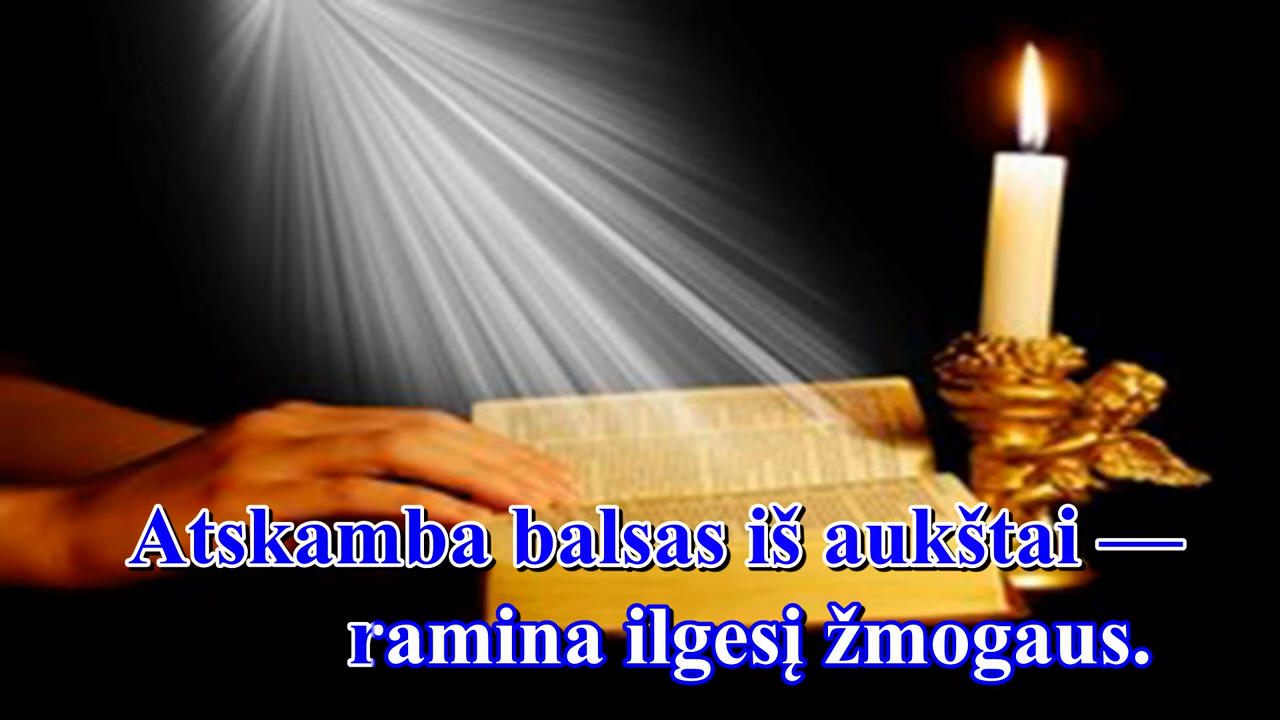 Atskamba balsas iš aukštai —
ramina ilgesį žmogaus.